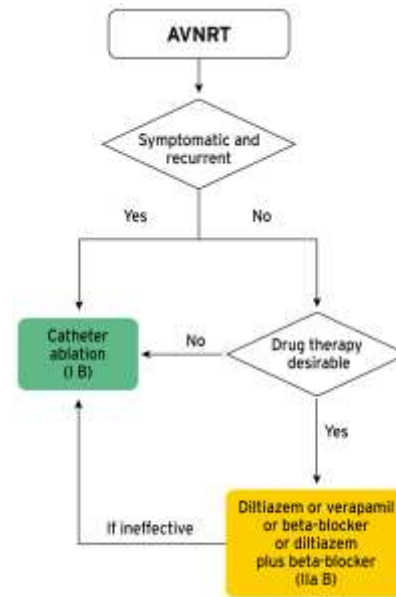 AVNRT
Symptomatic and
recurrent
Yes
No
Catheter
ablation
(I B)
No
Drug therapy
desirable
Yes
If ineffective
Diltiazem or verapamil
or beta-blocker
or diltiazem
plus beta-blocker
(IIa B)